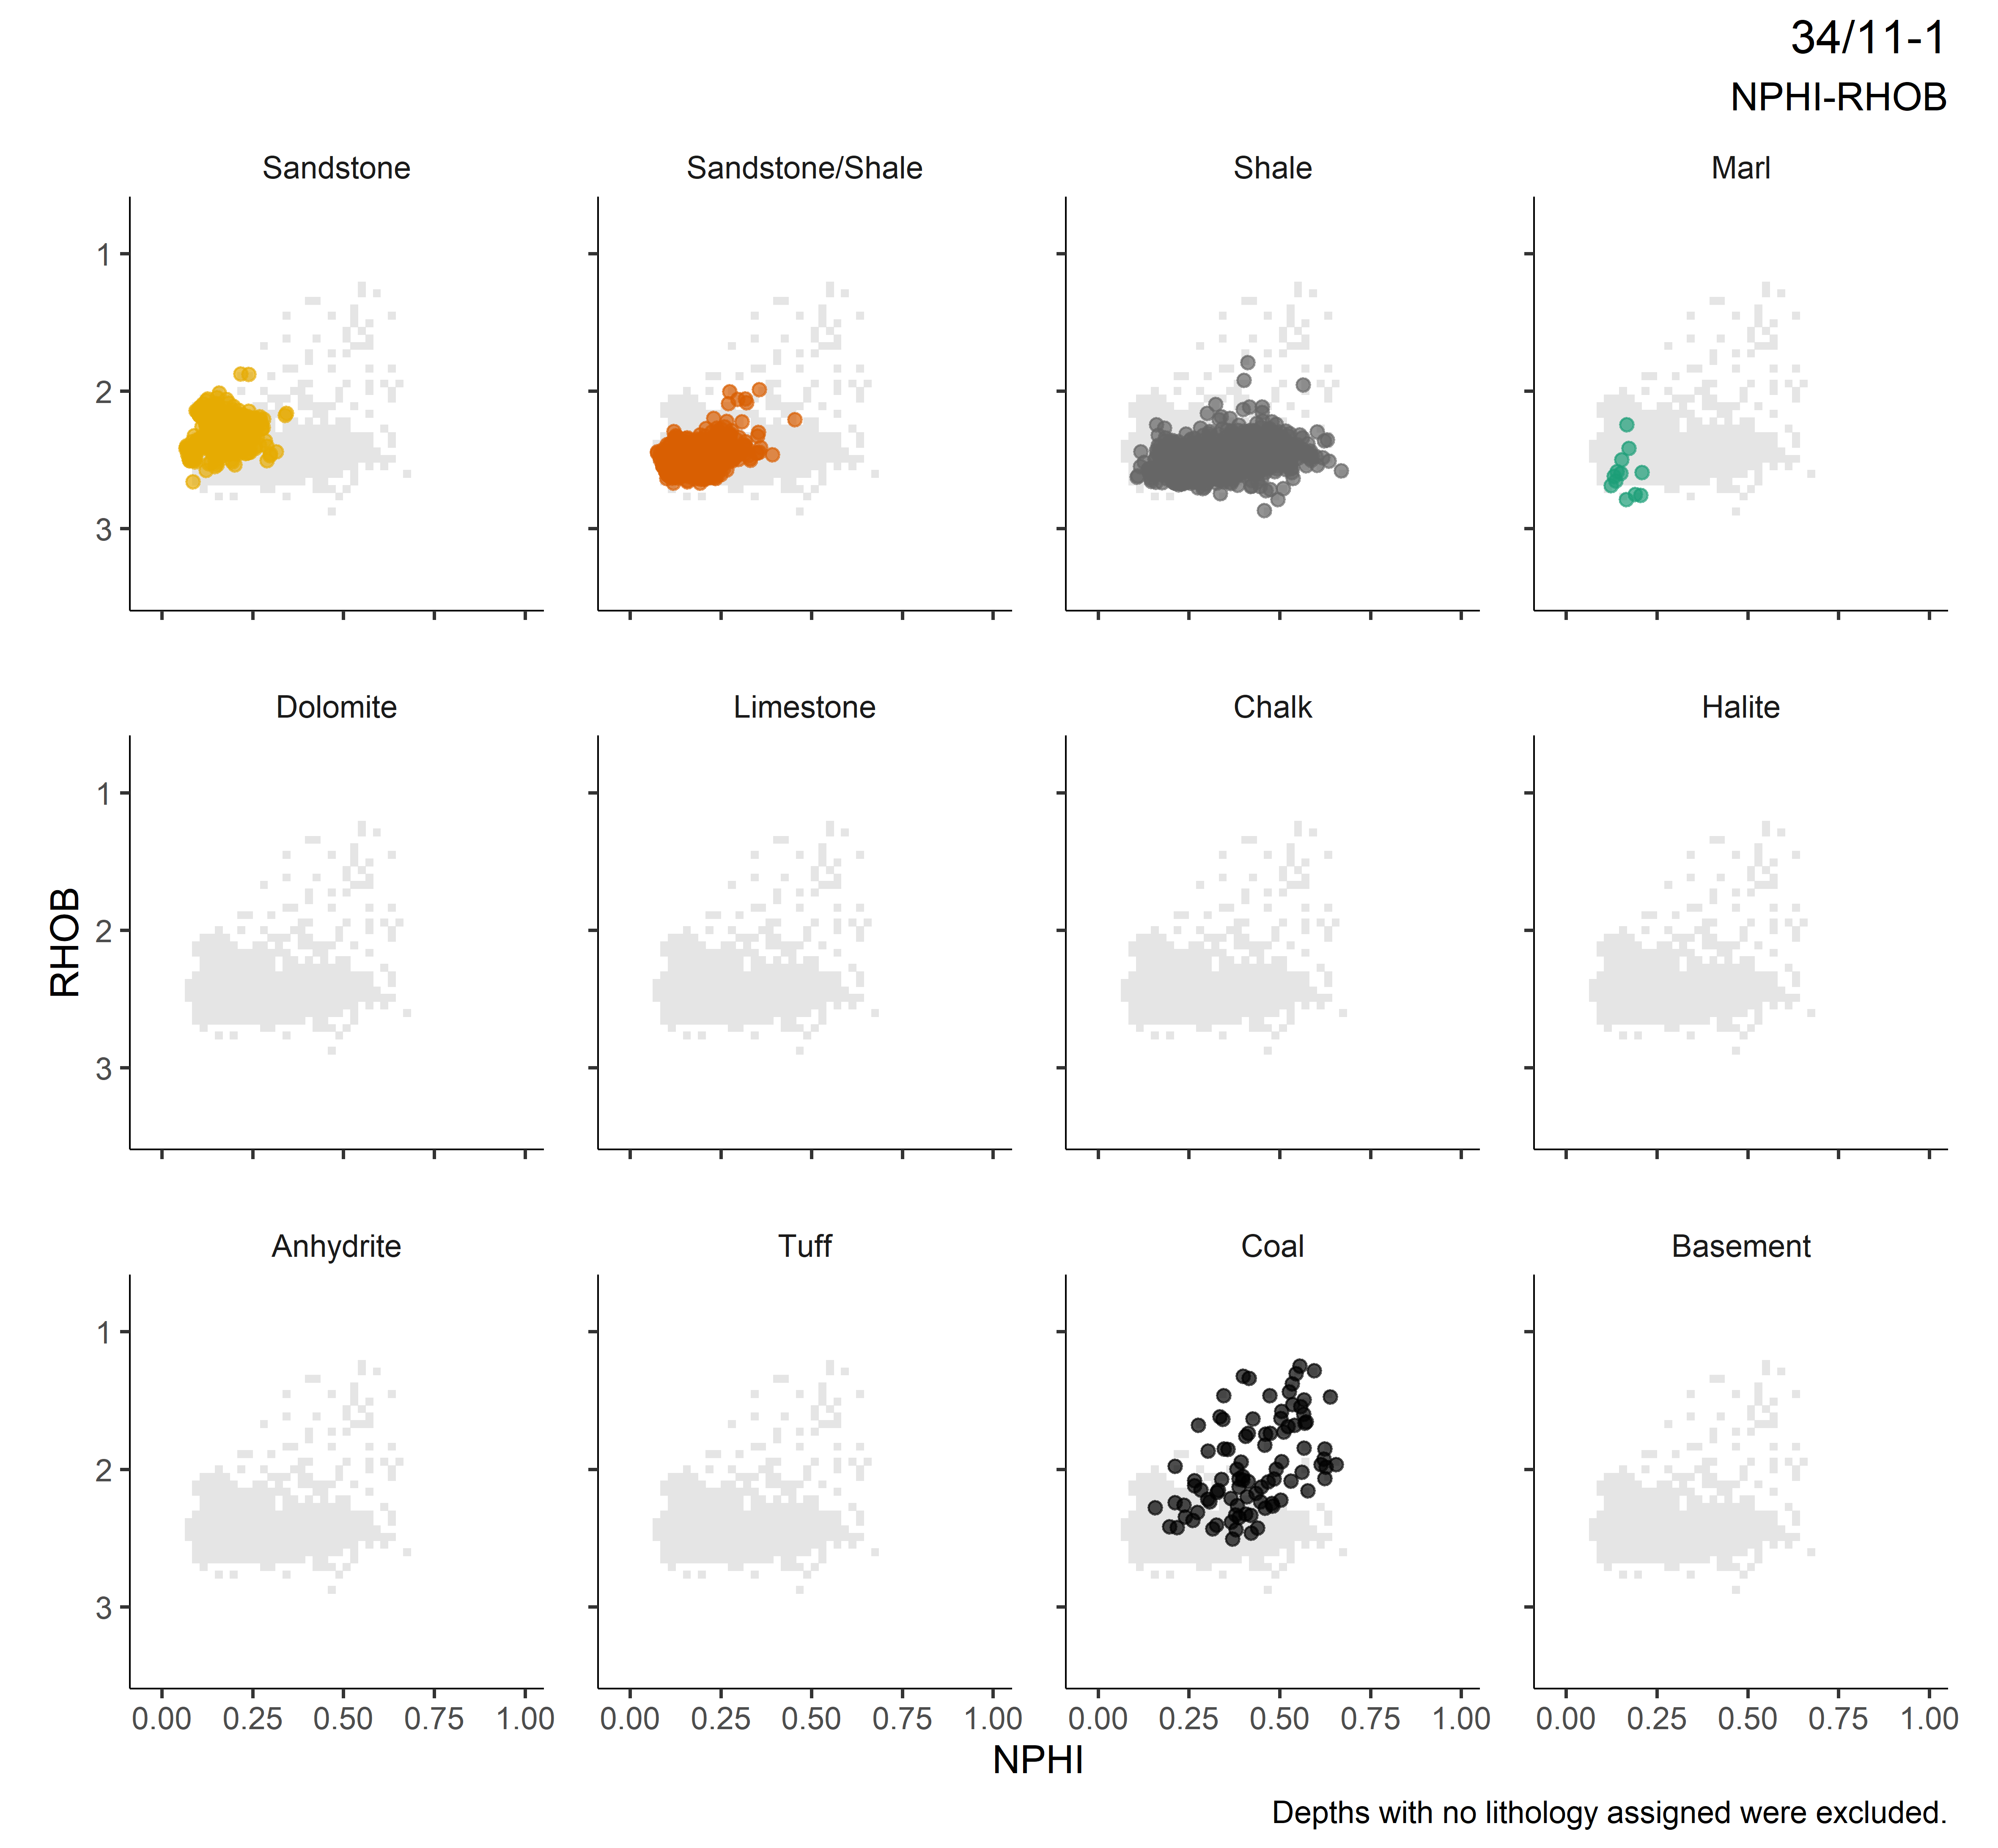 34/11-1
NPHI-RHOB
Sandstone Sandstone/Shale Shale Marl
1
2
3
Dolomite Limestone Chalk Halite
1
2
3
RHOB
Anhydrite Tuff Coal Basement
1
2
3
0.00 0.25 0.50 0.75 1.00 0.00 0.25 0.50 0.75 1.00 0.00 0.25 0.50 0.75 1.00 0.00 0.25 0.50 0.75 1.00
NPHI
Depths with no lithology assigned were excluded.